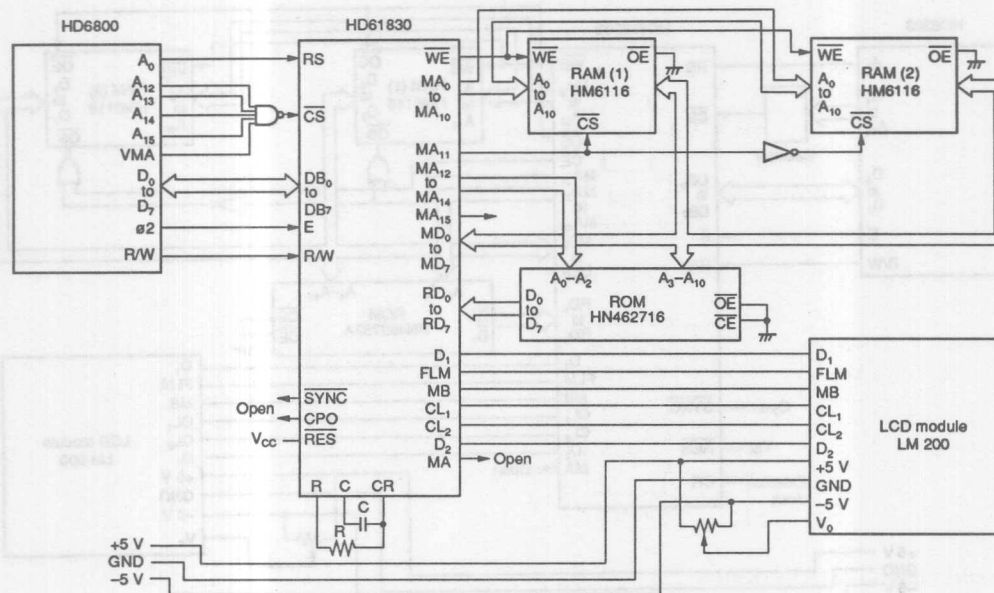 HD6800
A₀
A₁₂
A₁₃
A₁₄
A₁₅
VMA
D₀
to
D₇
ø2
R/W
HD61830
RS
CS
DB₀
to
DB₇
E
R/W
SYNC
CPO
RES
Open
Vcc
WE
MA₀
to
MA₁₀
MA₁₁
MA₁₂
to
MA₁₄
MA₁₅
MD₀
to
MD₇
RD₀
to
RD₇
D₁
FLM
MB
CL₁
CL₂
D₂
MA
Open
R C CR
C
R
WE OE
A₀
to
A₁₀
RAM (1)
HM6116
CS
WE OE
A₀
to
A₁₀
RAM (2)
HM6116
CS
A₀–A₂ A₃–A₁₀
D₀
to
D₇
ROM
HN462716
OE
CE
D₁
FLM
MB
CL₁
CL₂
D₂
+5 V
GND
–5 V
V₀
LCD module
LM 200
+5 V
GND
–5 V